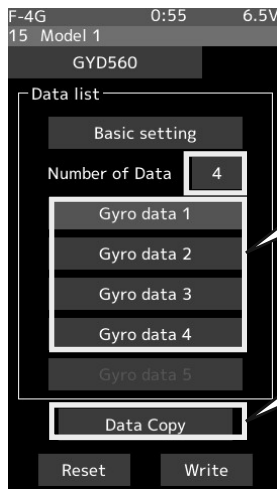 F-4G 0:55 6.5V
15 Model 1
GYD560
Data list
Basic setting
Number of Data 4
Gyro data 1
Gyro data 2
Gyro data 3
Gyro data 4
Gyro data 5
Data Copy
Reset Write